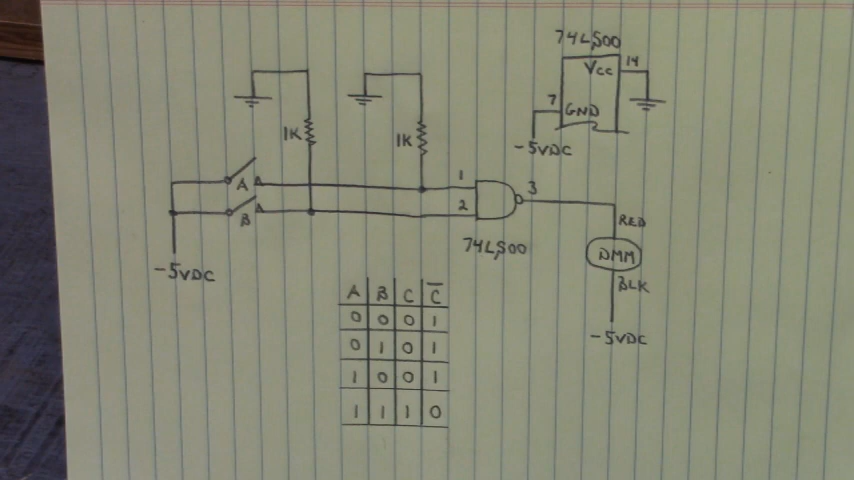 74LS00
VCC 14
7 GND
-5VDC
1K
1K
A
B
1
2
3
74LS00
-5VDC
RED
DMM
BLK
-5VDC
A B C C̅
0 0 0 1
0 1 0 1
1 0 0 1
1 1 1 0